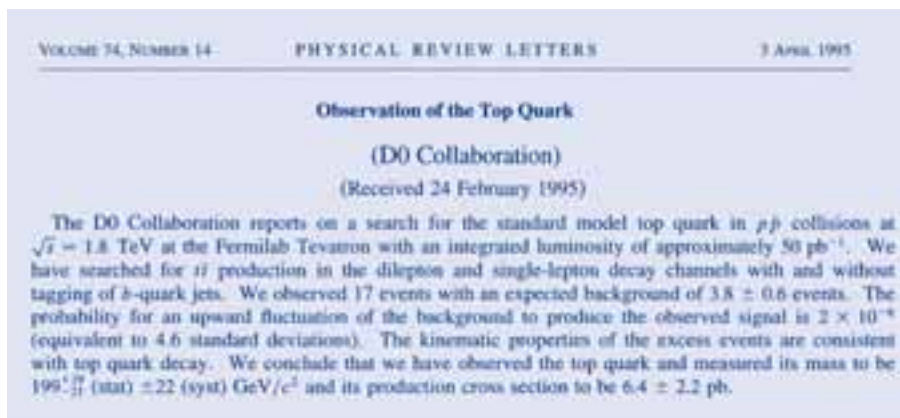 VOLUME 74, NUMBER 14 PHYSICAL REVIEW LETTERS 3 APRIL 1995
Observation of the Top Quark
(D0 Collaboration)
(Received 24 February 1995)
The D0 Collaboration reports on a search for the standard model top quark in pp̄ collisions at
√s = 1.8 TeV at the Fermilab Tevatron with an integrated luminosity of approximately 50 pb⁻¹. We
have searched for tt̄ production in the dilepton and single-lepton decay channels with and without
tagging of b-quark jets. We observed 17 events with an expected background of 3.8 ± 0.6 events. The
probability for an upward fluctuation of the background to produce the observed signal is 2 × 10⁻⁶
(equivalent to 4.6 standard deviations). The kinematic properties of the excess events are consistent
with top quark decay. We conclude that we have observed the top quark and measured its mass to be
(stat) ±22 (syst) GeV/c² and its production cross section to be 6.4 ± 2.2 pb.